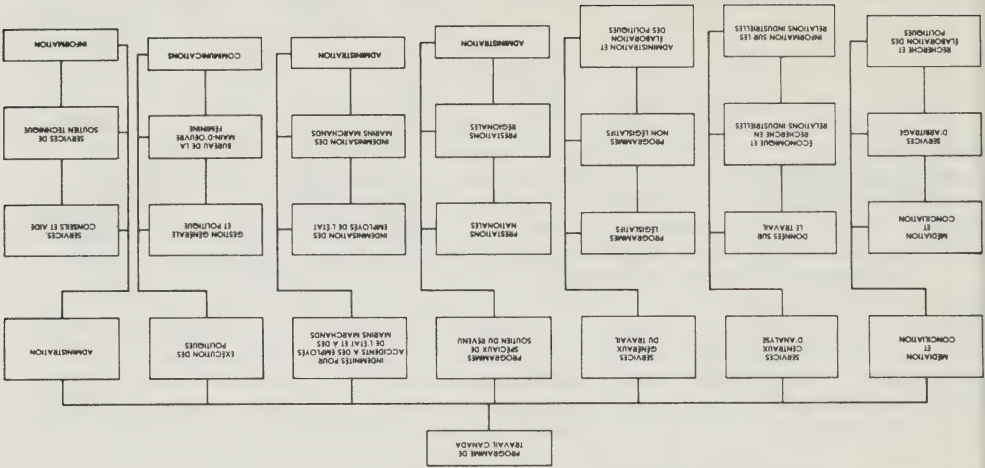 PROGRAMME DE
TRAVAIL CANADA
MÉDIATION
ET
CONCILIATION
SERVICES
CENTRAUX
D'ANALYSE
SERVICES
GÉNÉRAUX
DU TRAVAIL
PROGRAMMES
SPÉCIAUX DE
SOUTIEN DU REVENU
INDEMNITÉS POUR
ACCIDENTS A DES EMPLOYÉS
DE L'ÉTAT ET A DES
MARINS MARCHANDS
EXÉCUTION DES
POLITIQUES
ADMINISTRATION
MÉDIATION
ET
CONCILIATION
DONNÉES SUR
LE TRAVAIL
PROGRAMMES
LÉGISLATIFS
PRESTATIONS
NATIONALES
INDEMNISATION DES
EMPLOYÉS DE L'ÉTAT
GESTION GÉNÉRALE
ET POLITIQUE
SERVICES,
CONSEILS ET AIDE
SERVICES
D'ARBITRAGE
ÉCONOMIQUE ET
RECHERCHE EN
RELATIONS INDUSTRIELLES
PROGRAMMES
NON LÉGISLATIFS
PRESTATIONS
RÉGIONALES
INDEMNISATION DES
MARINS MARCHANDS
BUREAU DE LA
MAIN-D'OEUVRE
FÉMININE
SERVICES DE
SOUTIEN TECHNIQUE
RECHERCHE ET
ÉLABORATION DES
POLITIQUES
INFORMATION SUR LES
RELATIONS INDUSTRIELLES
ADMINISTRATION ET
ÉLABORATION
DES POLITIQUES
ADMINISTRATION
ADMINISTRATION
COMMUNICATIONS
INFORMATION